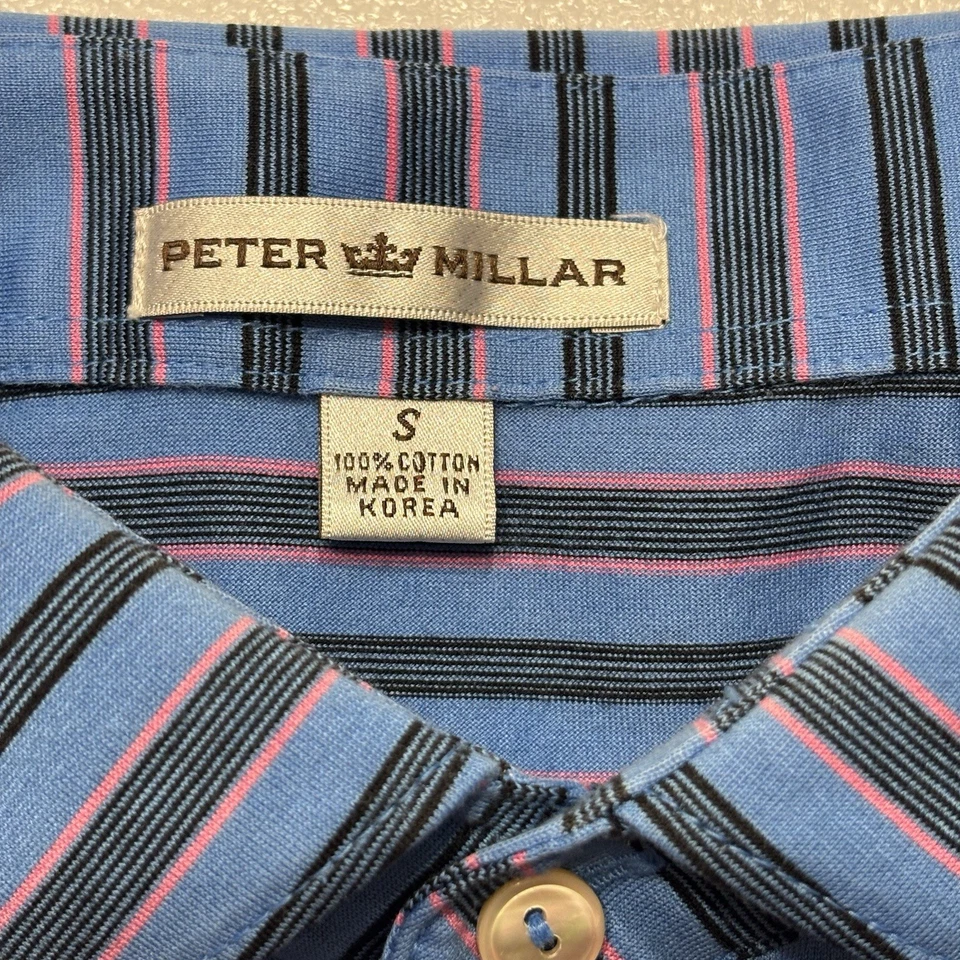 PETER MILLAR
S
100% COTTON
MADE IN
KOREA